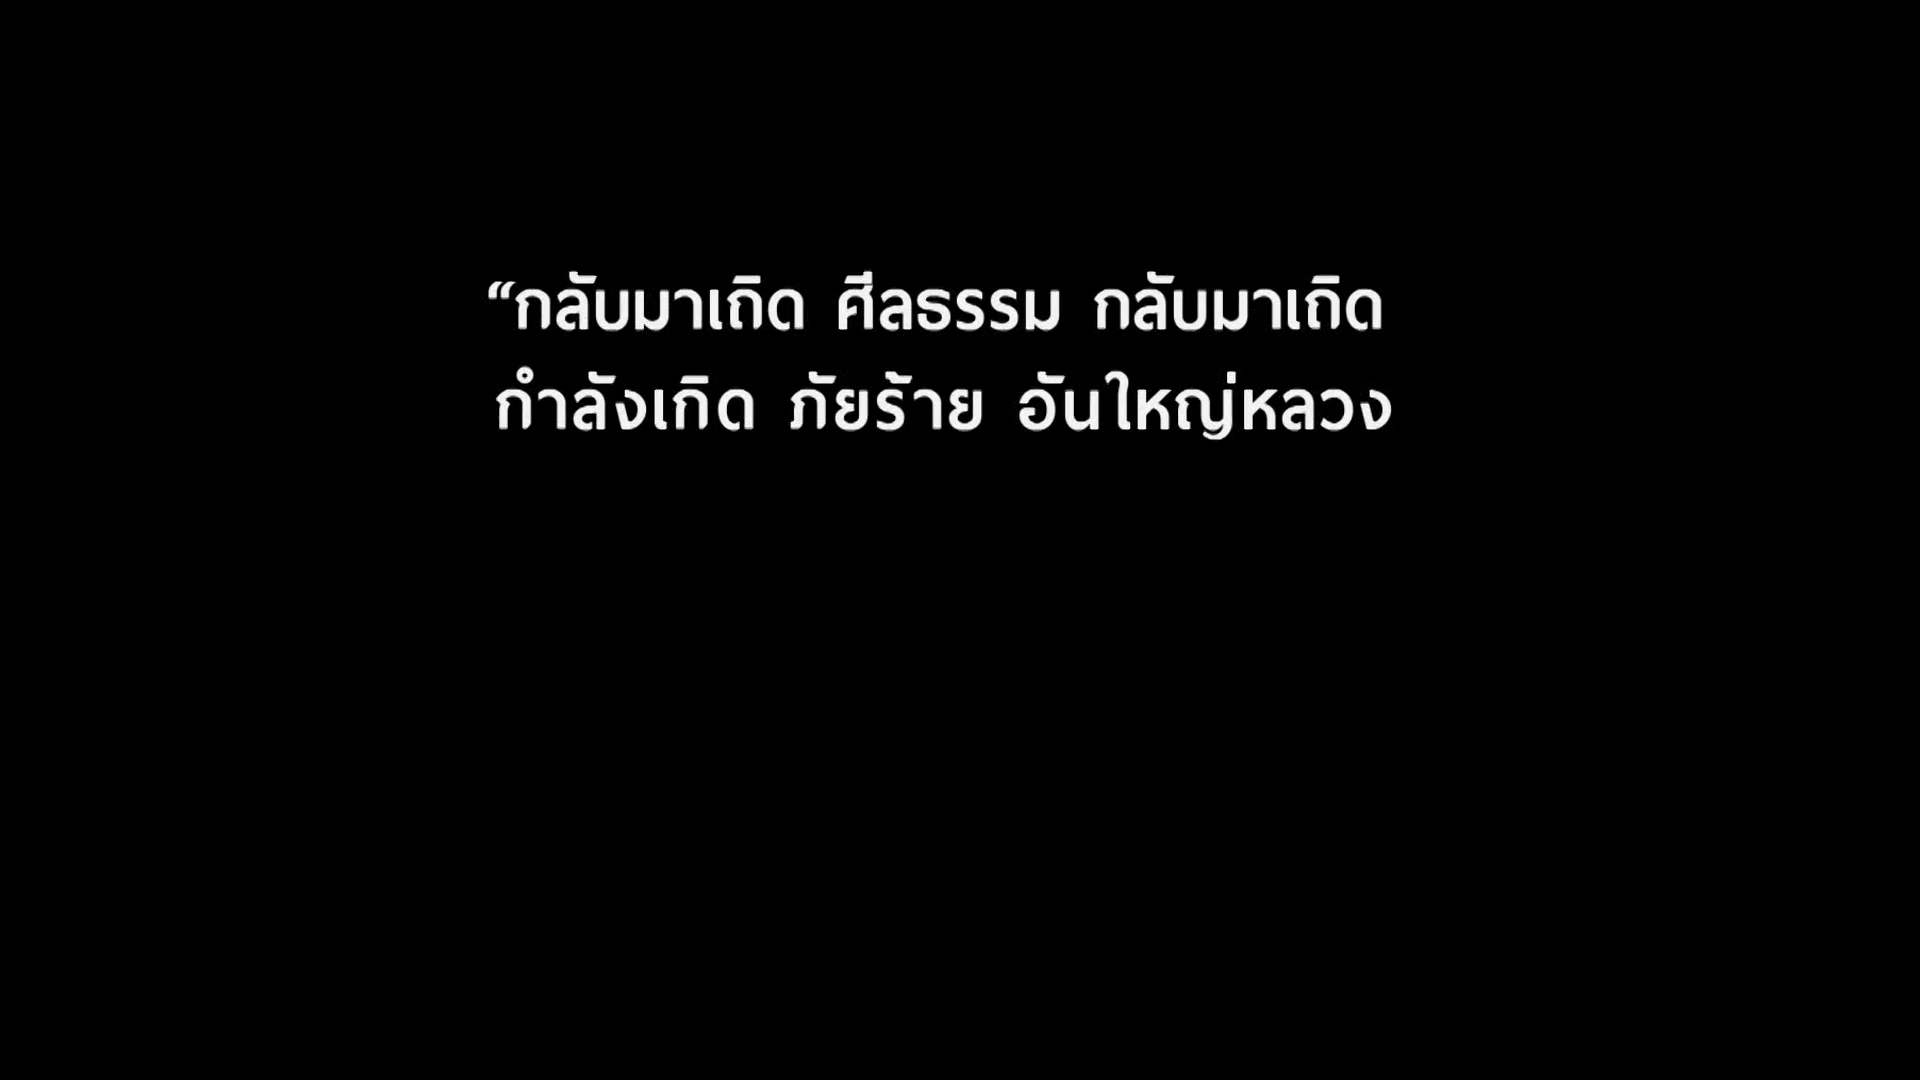 “กลับมาเถิด ศีลธรรม กลับมาเถิด
กำลังเกิด ภัยร้าย อันใหญ่หลวง